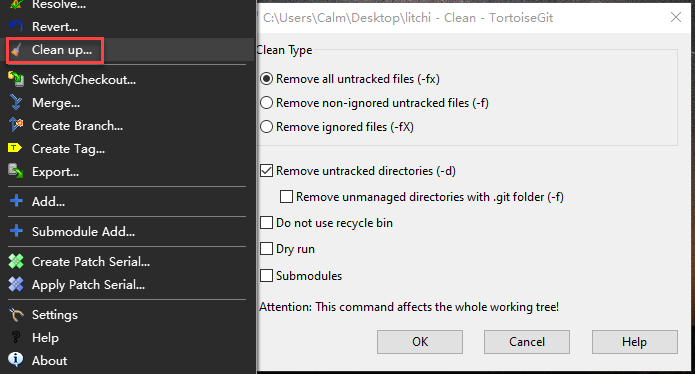 Resolve...
Revert...
Clean up...
Switch/Checkout...
Merge...
Create Branch...
Create Tag...
Export...
Add...
Submodule Add...
Create Patch Serial...
Apply Patch Serial...
Settings
Help
About
C:\Users\Calm\Desktop\litchi - Clean - TortoiseGit
Clean Type
Remove all untracked files (-fx)
Remove non-ignored untracked files (-f)
Remove ignored files (-fX)
Remove untracked directories (-d)
Remove unmanaged directories with .git folder (-f)
Do not use recycle bin
Dry run
Submodules
Attention: This command affects the whole working tree!
OK
Cancel
Help